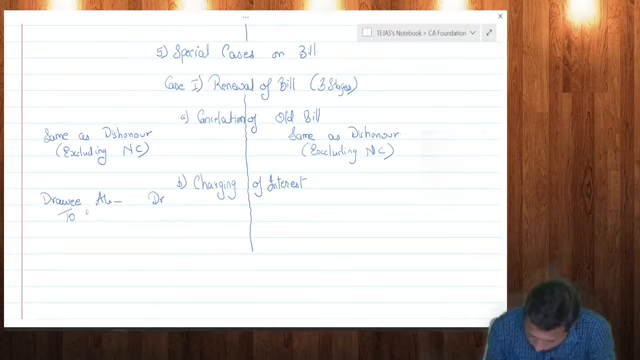 TEJAS's Notebook > CA Foundation
5) Special Cases on Bill
Case I) Renewal of Bill (3 Stages)
a) Cancelation of Old Bill
Same as Dishonour
(Excluding NC)
Same as Dishonour
(Excluding NC)
b) Charging of Interest
Drawee A/c Dr
To